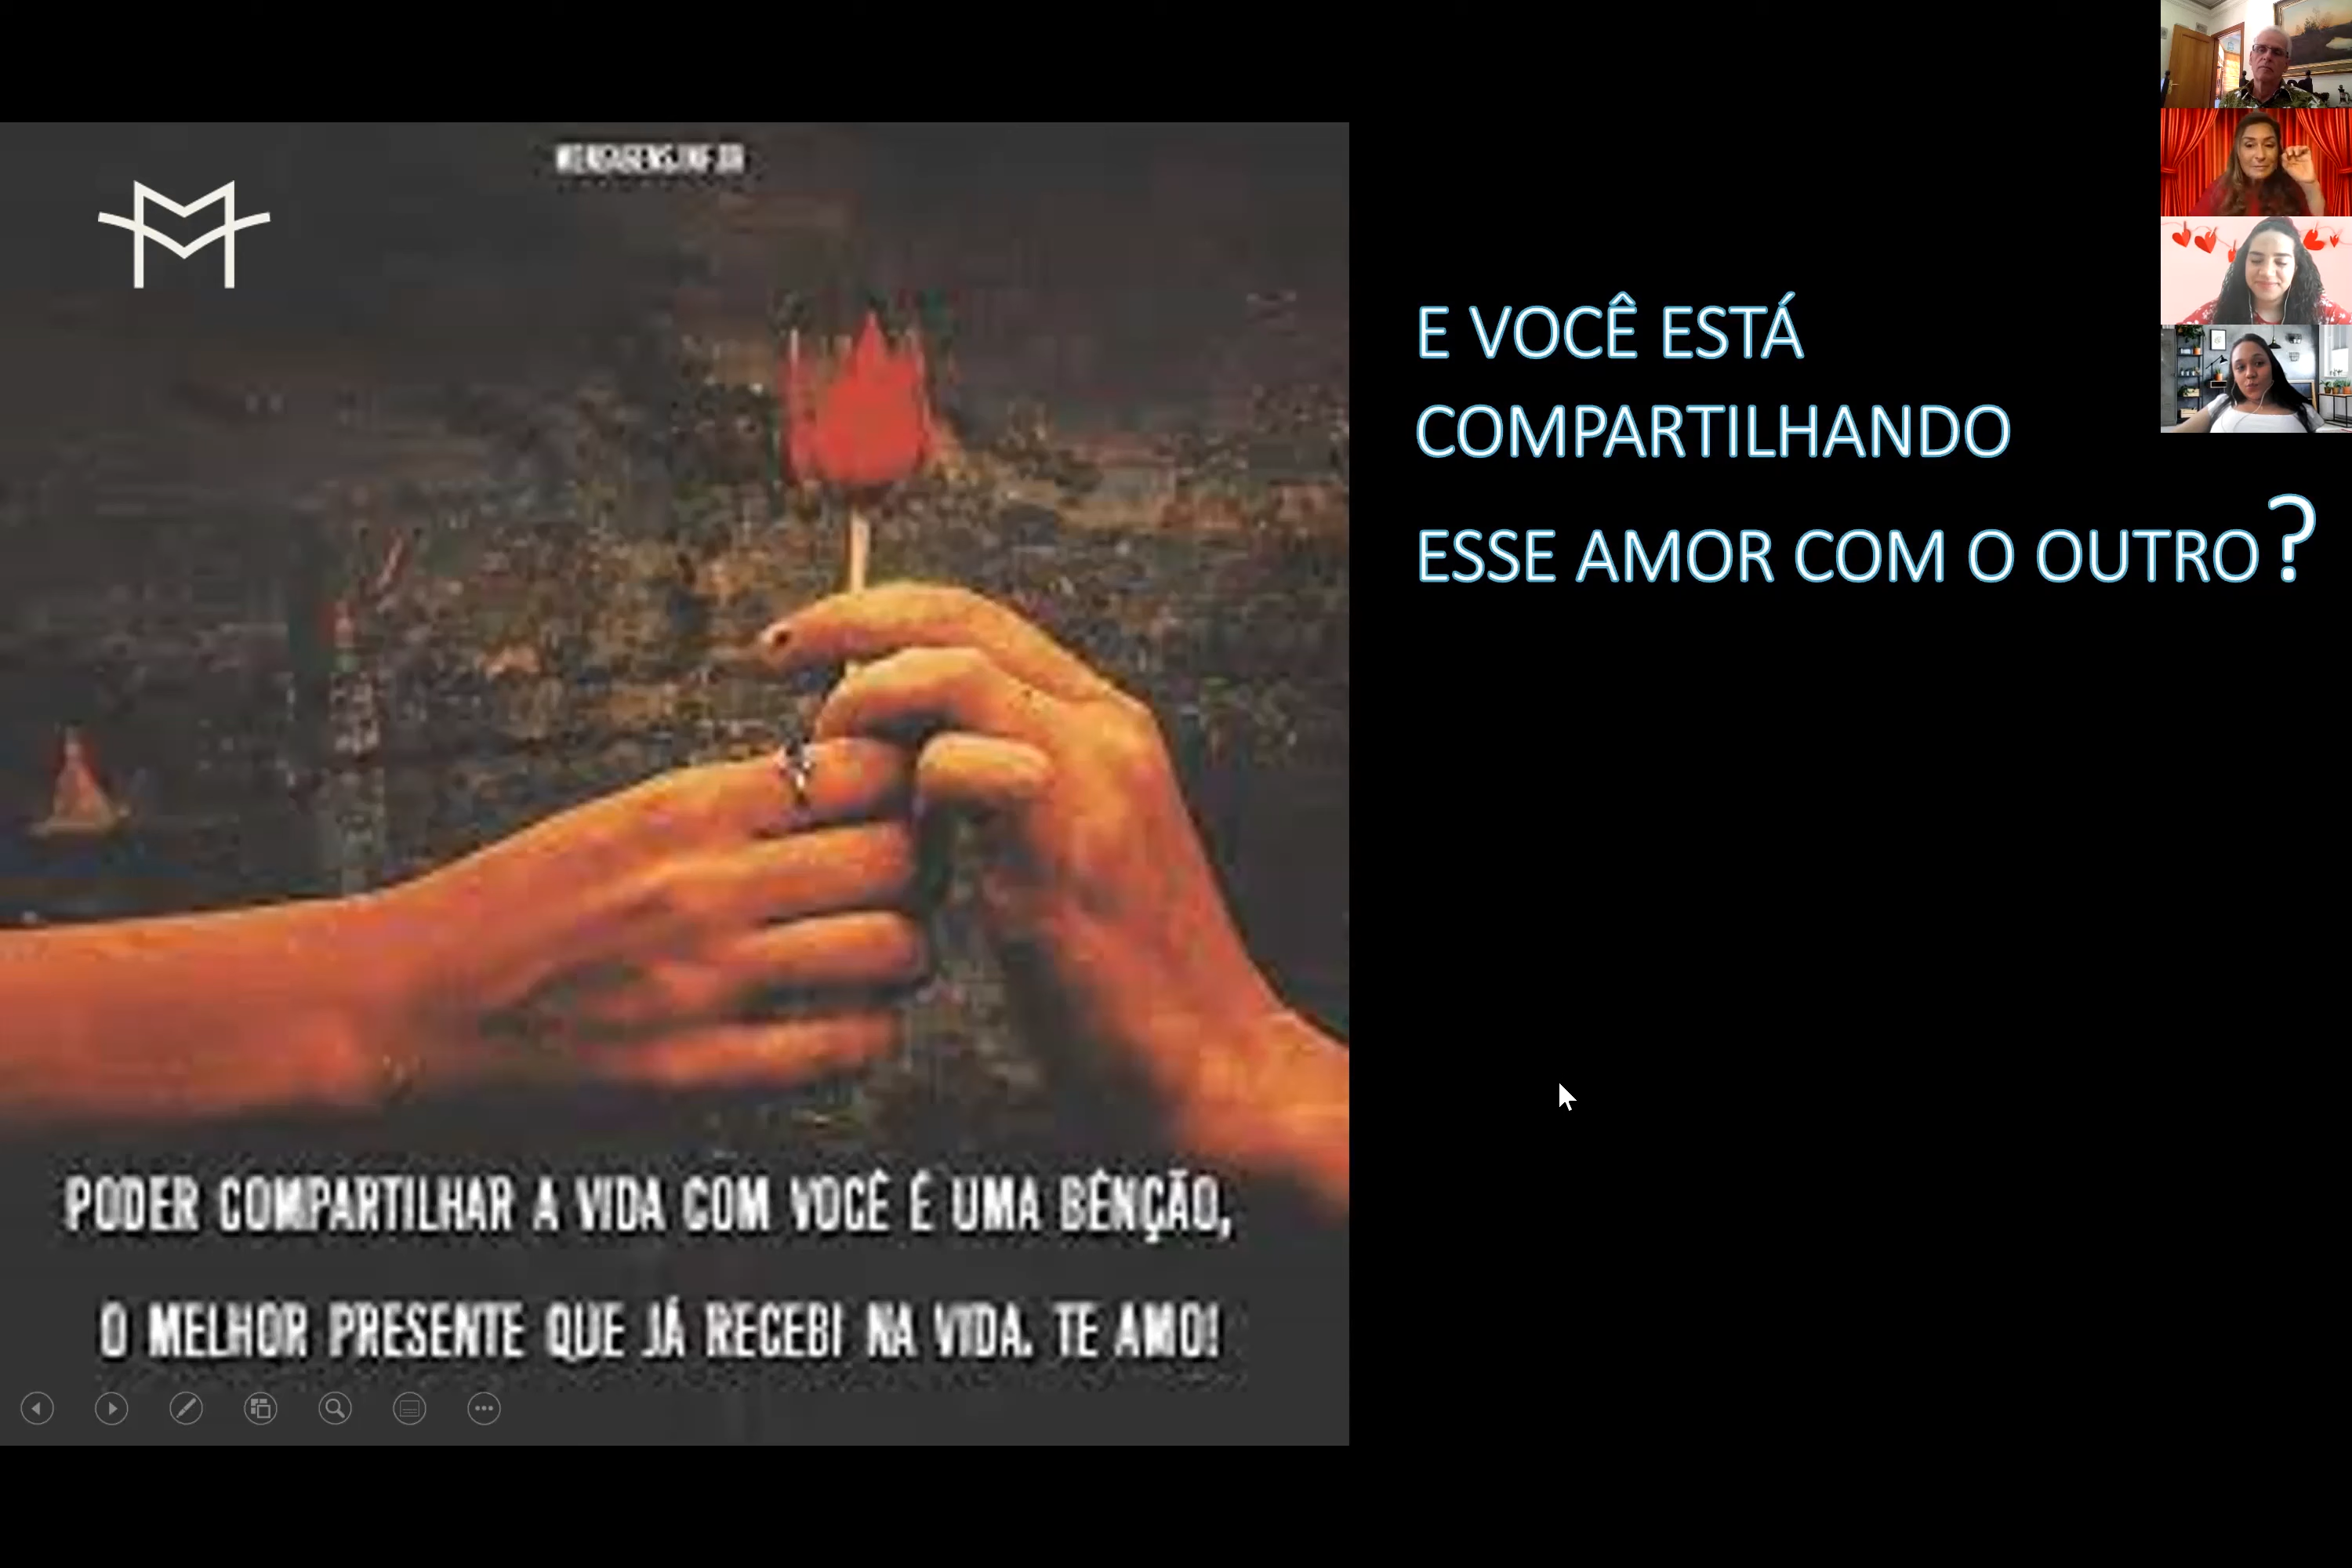 E VOCÊ ESTÁ
COMPARTILHANDO
ESSE AMOR COM O OUTRO?
PODER COMPARTILHAR A VIDA COM VOCÊ É UMA BÊNÇÃO,
O MELHOR PRESENTE QUE JÁ RECEBI NA VIDA. TE AMO!